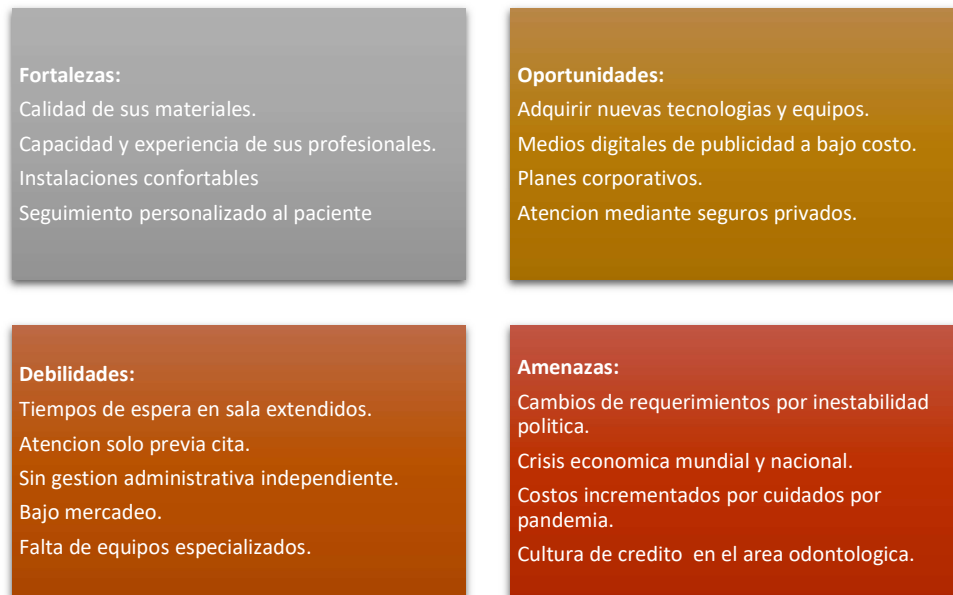 Fortalezas:
Calidad de sus materiales.
Capacidad y experiencia de sus profesionales.
Instalaciones confortables
Seguimiento personalizado al paciente
Oportunidades:
Adquirir nuevas tecnologias y equipos.
Medios digitales de publicidad a bajo costo.
Planes corporativos.
Atencion mediante seguros privados.
Debilidades:
Tiempos de espera en sala extendidos.
Atencion solo previa cita.
Sin gestion administrativa independiente.
Bajo mercadeo.
Falta de equipos especializados.
Amenazas:
Cambios de requerimientos por inestabilidad
politica.
Crisis economica mundial y nacional.
Costos incrementados por cuidados por
pandemia.
Cultura de credito  en el area odontologica.